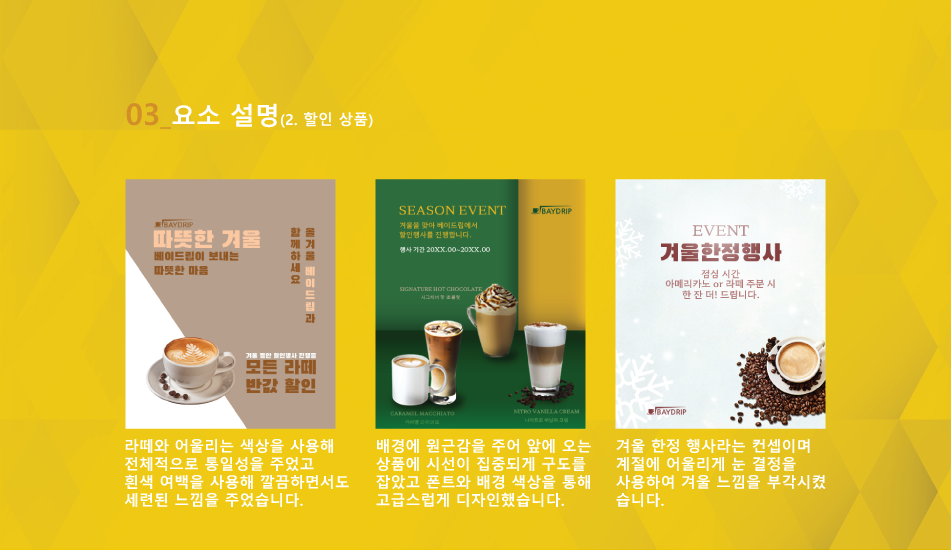 03_요소 설명(2. 할인 상품)
BAYDRIP
따뜻한 겨울
베이드립이 보내는
따뜻한 마음
올겨울 베이드립과
함께하세요
겨울 동안 할인행사 진행중
모든 라떼
반값 할인
라떼와 어울리는 색상을 사용해
전체적으로 통일성을 주었고
흰색 여백을 사용해 깔끔하면서도
세련된 느낌을 주었습니다.
SEASON EVENT
BAYDRIP
겨울을 맞아 베이드립에서
할인행사를 진행합니다.
행사 기간 20XX.00~20XX.00
SIGNATURE HOT CHOCOLATE
시그니처 핫 초콜릿
CARAMEL MACCHIATO
NITRO VANILLA CREAM
배경에 원근감을 주어 앞에 오는
상품에 시선이 집중되게 구도를
잡았고 폰트와 배경 색상을 통해
고급스럽게 디자인했습니다.
EVENT
겨울한정행사
점심 시간
아메리카노 or 라떼 주문 시
한 잔 더! 드립니다.
BAYDRIP
겨울 한정 행사라는 컨셉이며
계절에 어울리게 눈 결정을
사용하여 겨울 느낌을 부각시켰
습니다.